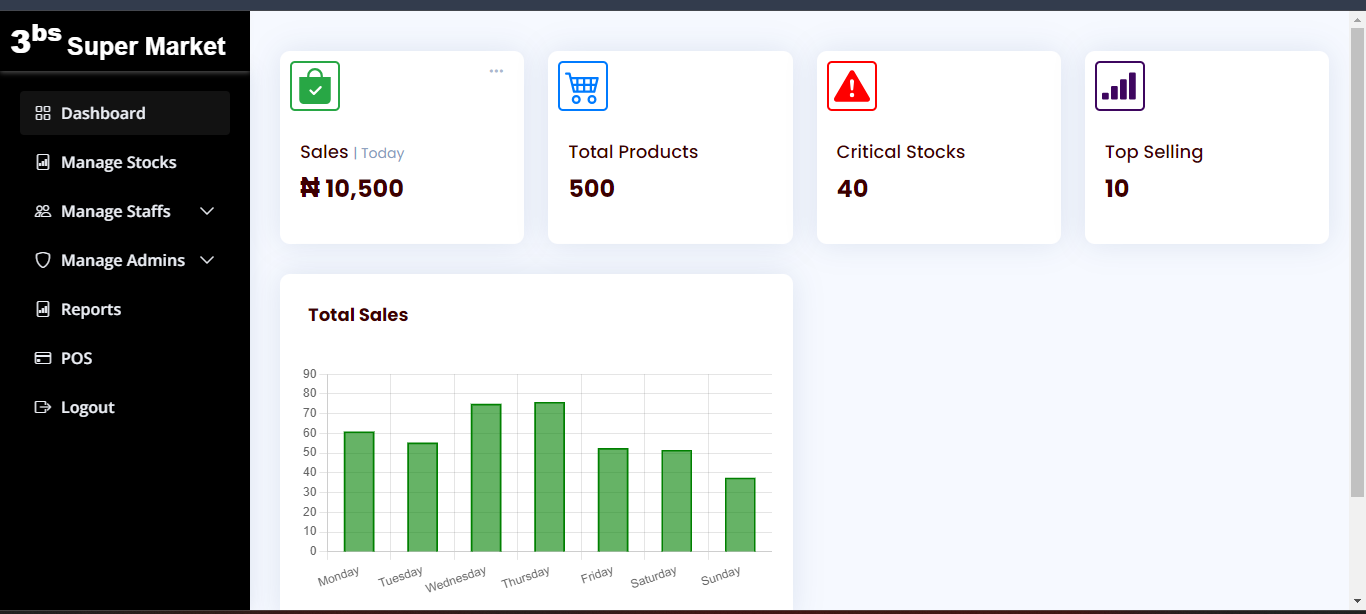 3bs Super Market
Dashboard
Manage Stocks
Manage Staffs
Manage Admins
Reports
POS
Logout
Sales | Today
₦ 10,500
Total Products
500
Critical Stocks
40
Top Selling
10
Total Sales
90
80
70
60
50
40
30
20
10
0
Monday Tuesday Wednesday Thursday Friday Saturday Sunday